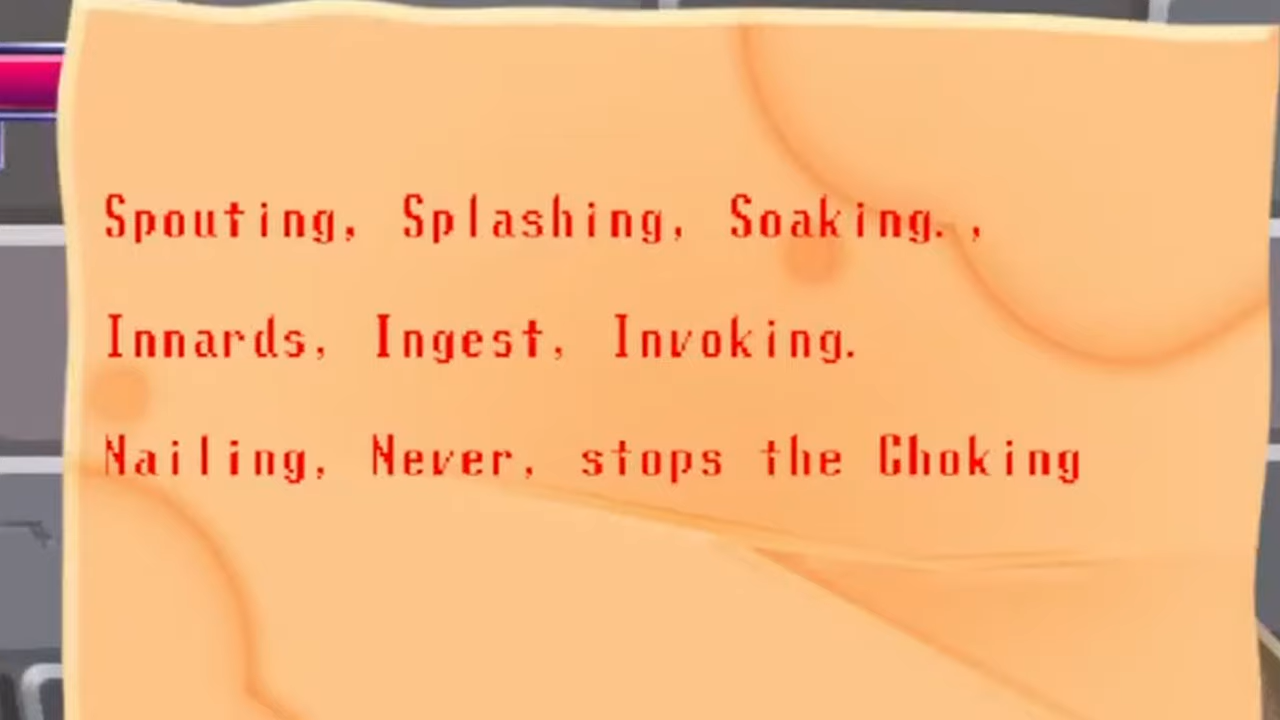 Spouting, Splashing, Soaking. ,
Innards, Ingest, Invoking.
Nailing, Never, stops the Choking